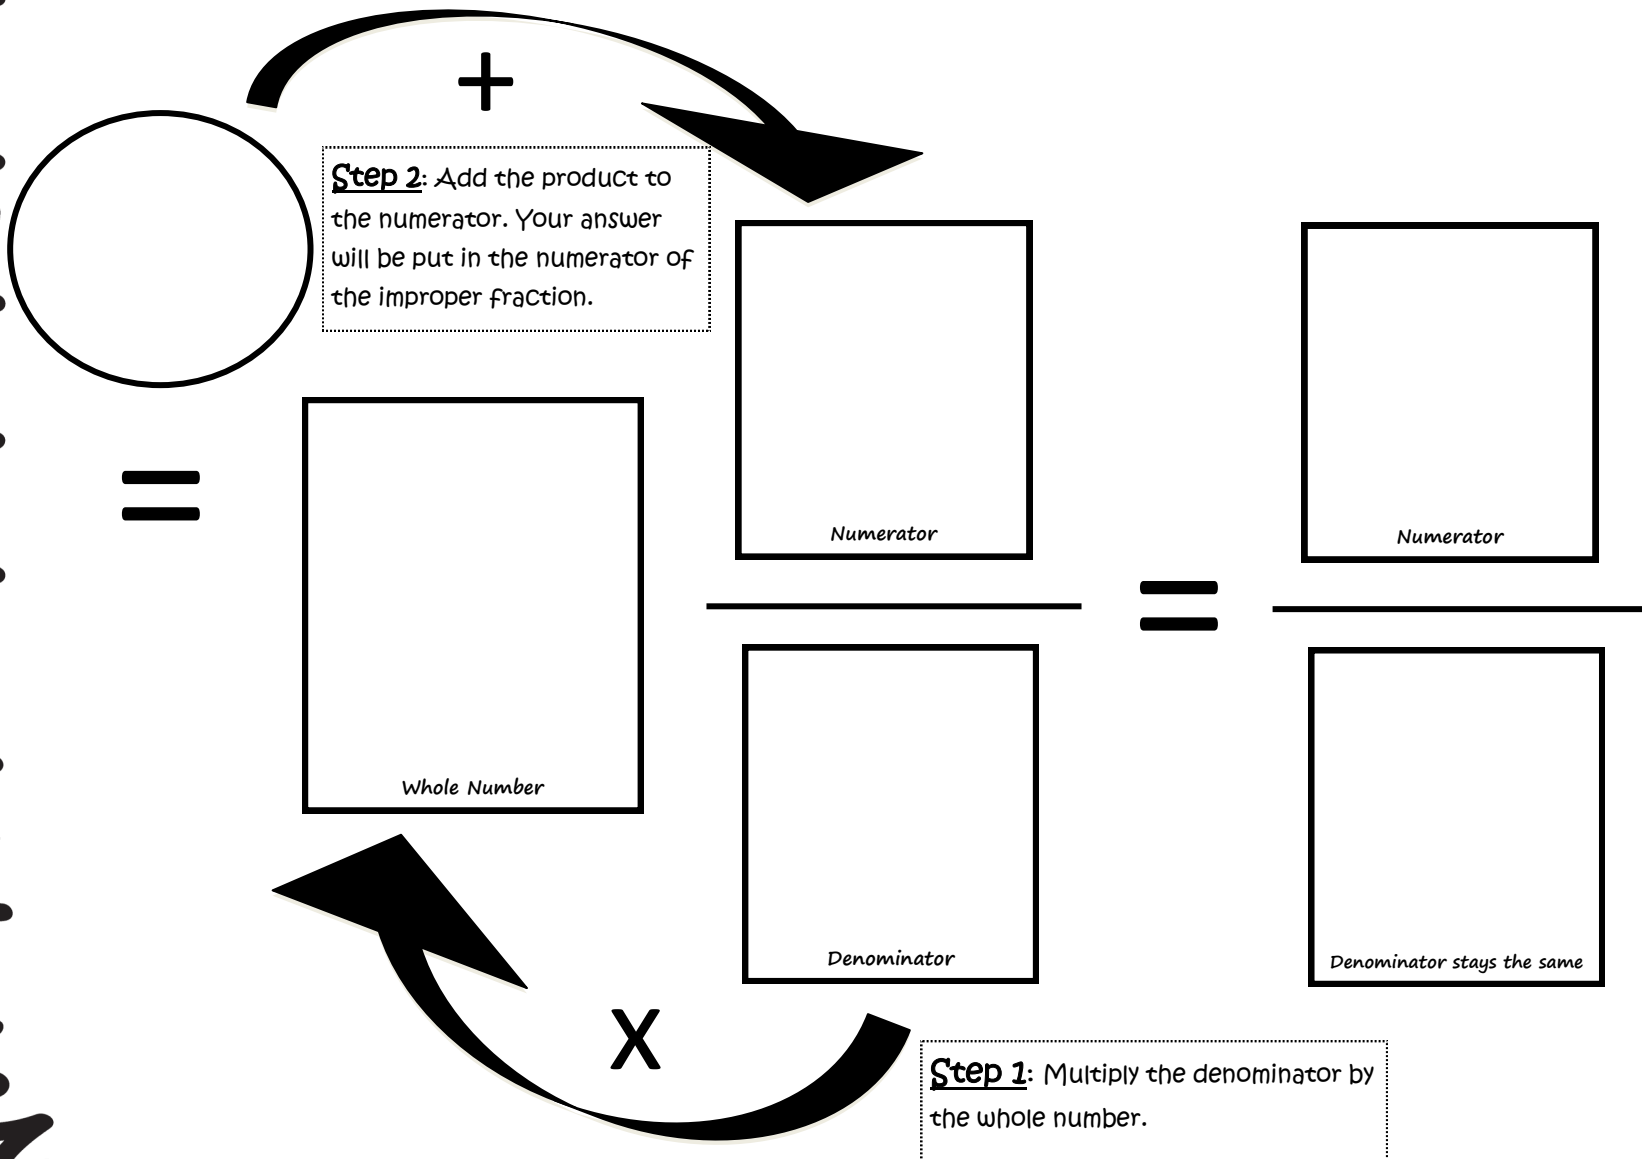 +
Step 2: Add the product to
the numerator. Your answer
will be put in the numerator of
the improper fraction.
Numerator
Numerator
=
=
Whole Number
Denominator
Denominator stays the same
X
Step 1: Multiply the denominator by
the whole number.